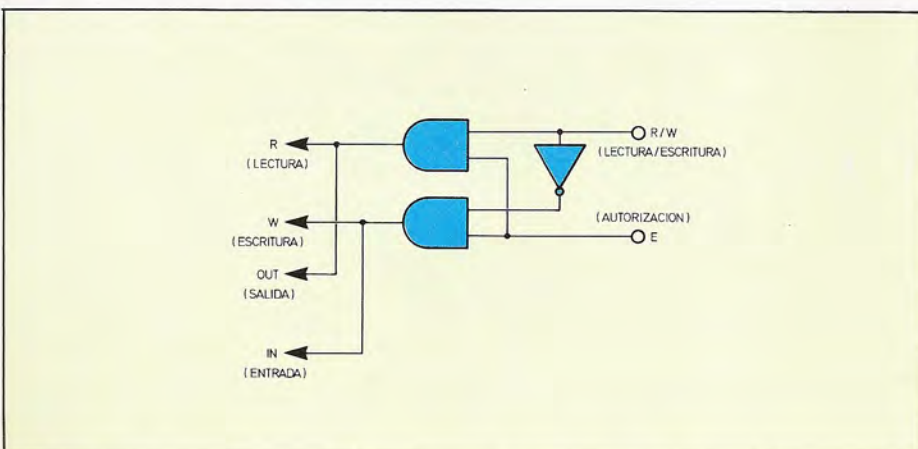 R
(LECTURA)
W
(ESCRITURA)
OUT
(SALIDA)
IN
(ENTRADA)
R/W
(LECTURA/ESCRITURA)
(AUTORIZACION)
E